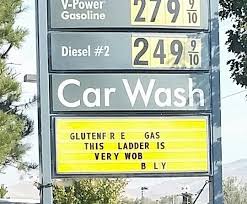 V-Power
Gasoline
279 9/10
Diesel #2
249 9/10
Car Wash
GLUTENFR E GAS
THIS LADDER IS
VERY WOB
B LY